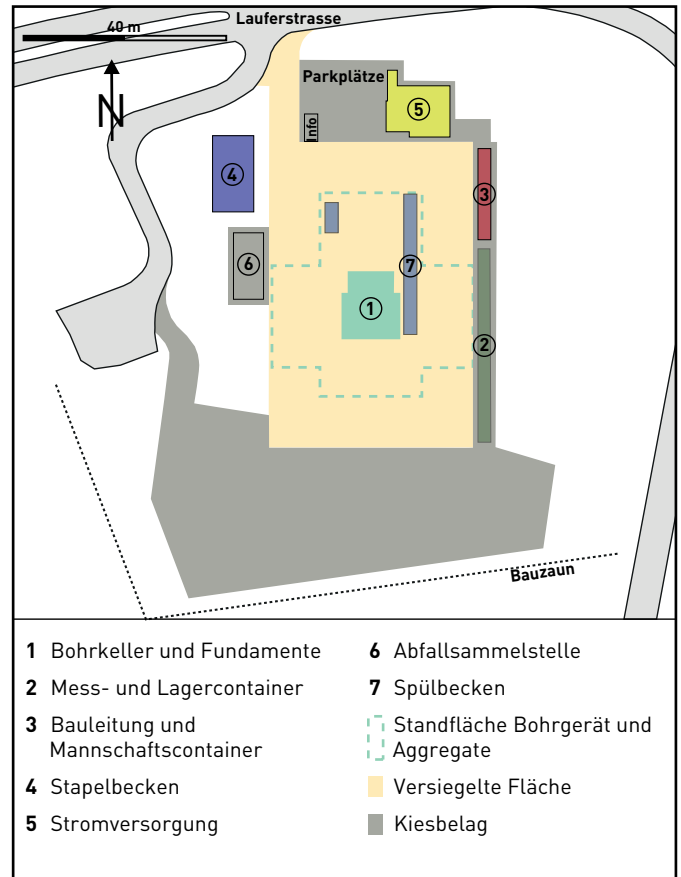 Lauferstrasse
40 m
N
Parkplätze
5
Info
4
3
6
7
1
2
Bauzaun
1 Bohrkeller und Fundamente
2 Mess- und Lagercontainer
3 Bauleitung und
Mannschaftscontainer
4 Stapelbecken
5 Stromversorgung
6 Abfallsammelstelle
7 Spülbecken
Standfläche Bohrgerät und
Aggregate
Versiegelte Fläche
Kiesbelag